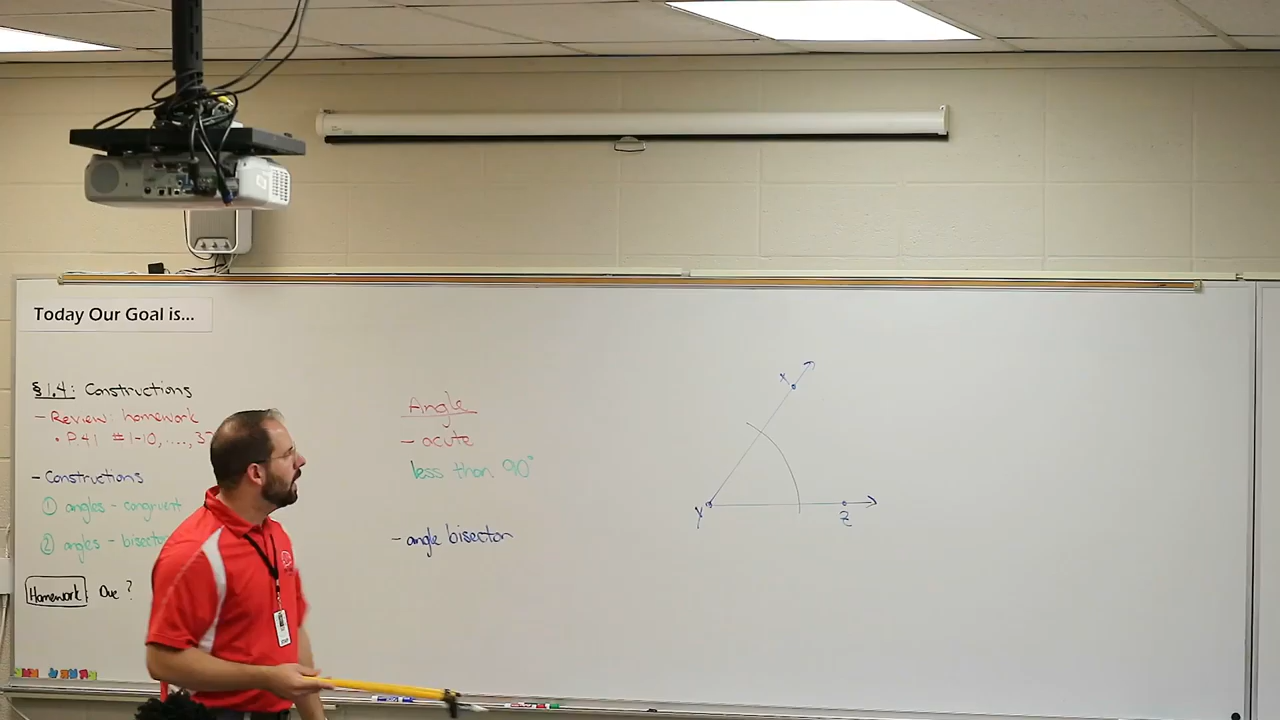 Today Our Goal is...
§1.4: Constructions
- Review: homework
• P41 #1-10, ...., 37
- Constructions
① angles - congruent
② angles - bisector
Homework Due?
Angle
- acute
less than 90°
- angle bisector
X
Y
Z